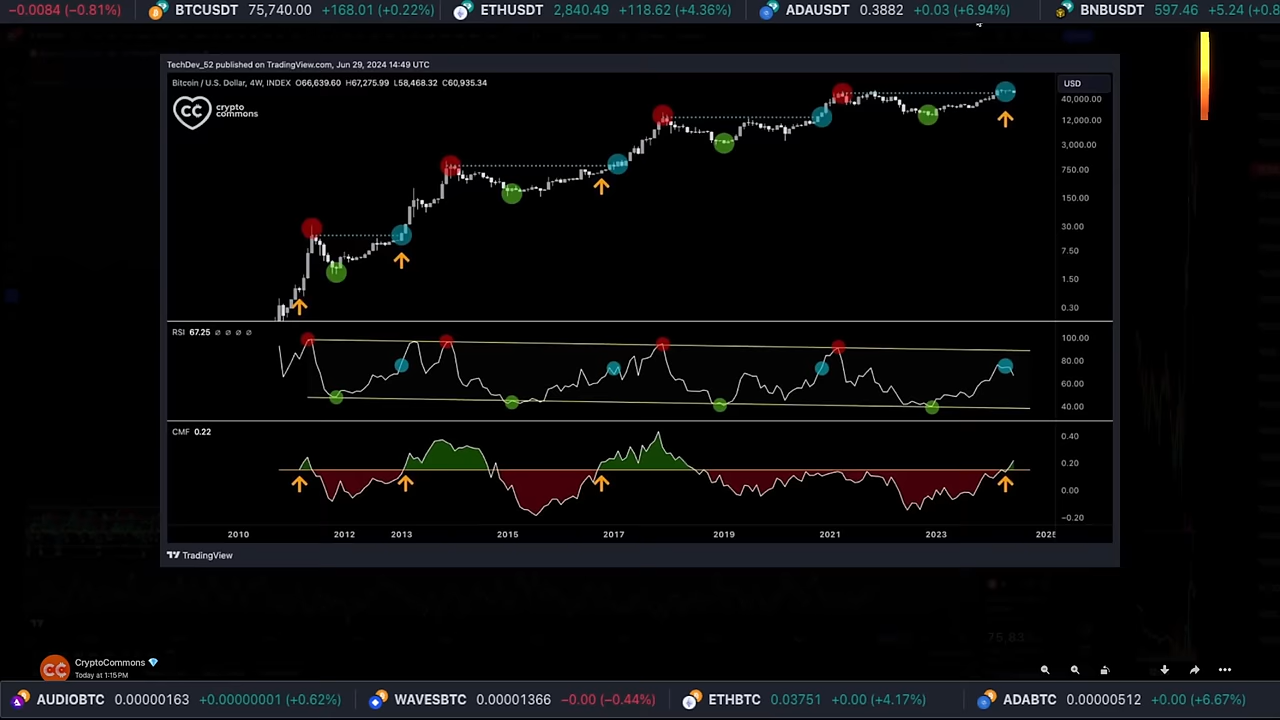 -0.0084 (-0.81%) BTCUSDT 75,740.00 +168.01 (+0.22%) ETHUSDT 2,840.49 +118.62 (+4.36%) ADAUSDT 0.3882 +0.03 (+6.94%) BNBUSDT 597.46 +5.24 (+0.8
TechDev_52 published on TradingView.com, Jun 29, 2024 14:49 UTC
Bitcoin / U.S. Dollar, 4W, INDEX O66,639.60 H67,275.99 L58,468.32 C60,935.34
USD
CC crypto
commons
40,000.00
12,000.00
3,000.00
750.00
150.00
30.00
7.50
1.50
0.30
RSI 67.25 ø ø ø ø
100.00
80.00
60.00
40.00
CMF 0.22
0.40
0.20
0.00
-0.20
2010 2012 2013 2015 2017 2019 2021 2023 2025
TradingView
75,83
CC CryptoCommons
Today at 1:15PM
AUDIOBTC 0.00000163 +0.00000001 (+0.62%) WAVESBTC 0.00001366 -0.00 (-0.44%) ETHBTC 0.03751 +0.00 (+4.17%) ADABTC 0.00000512 +0.00 (+6.67%)